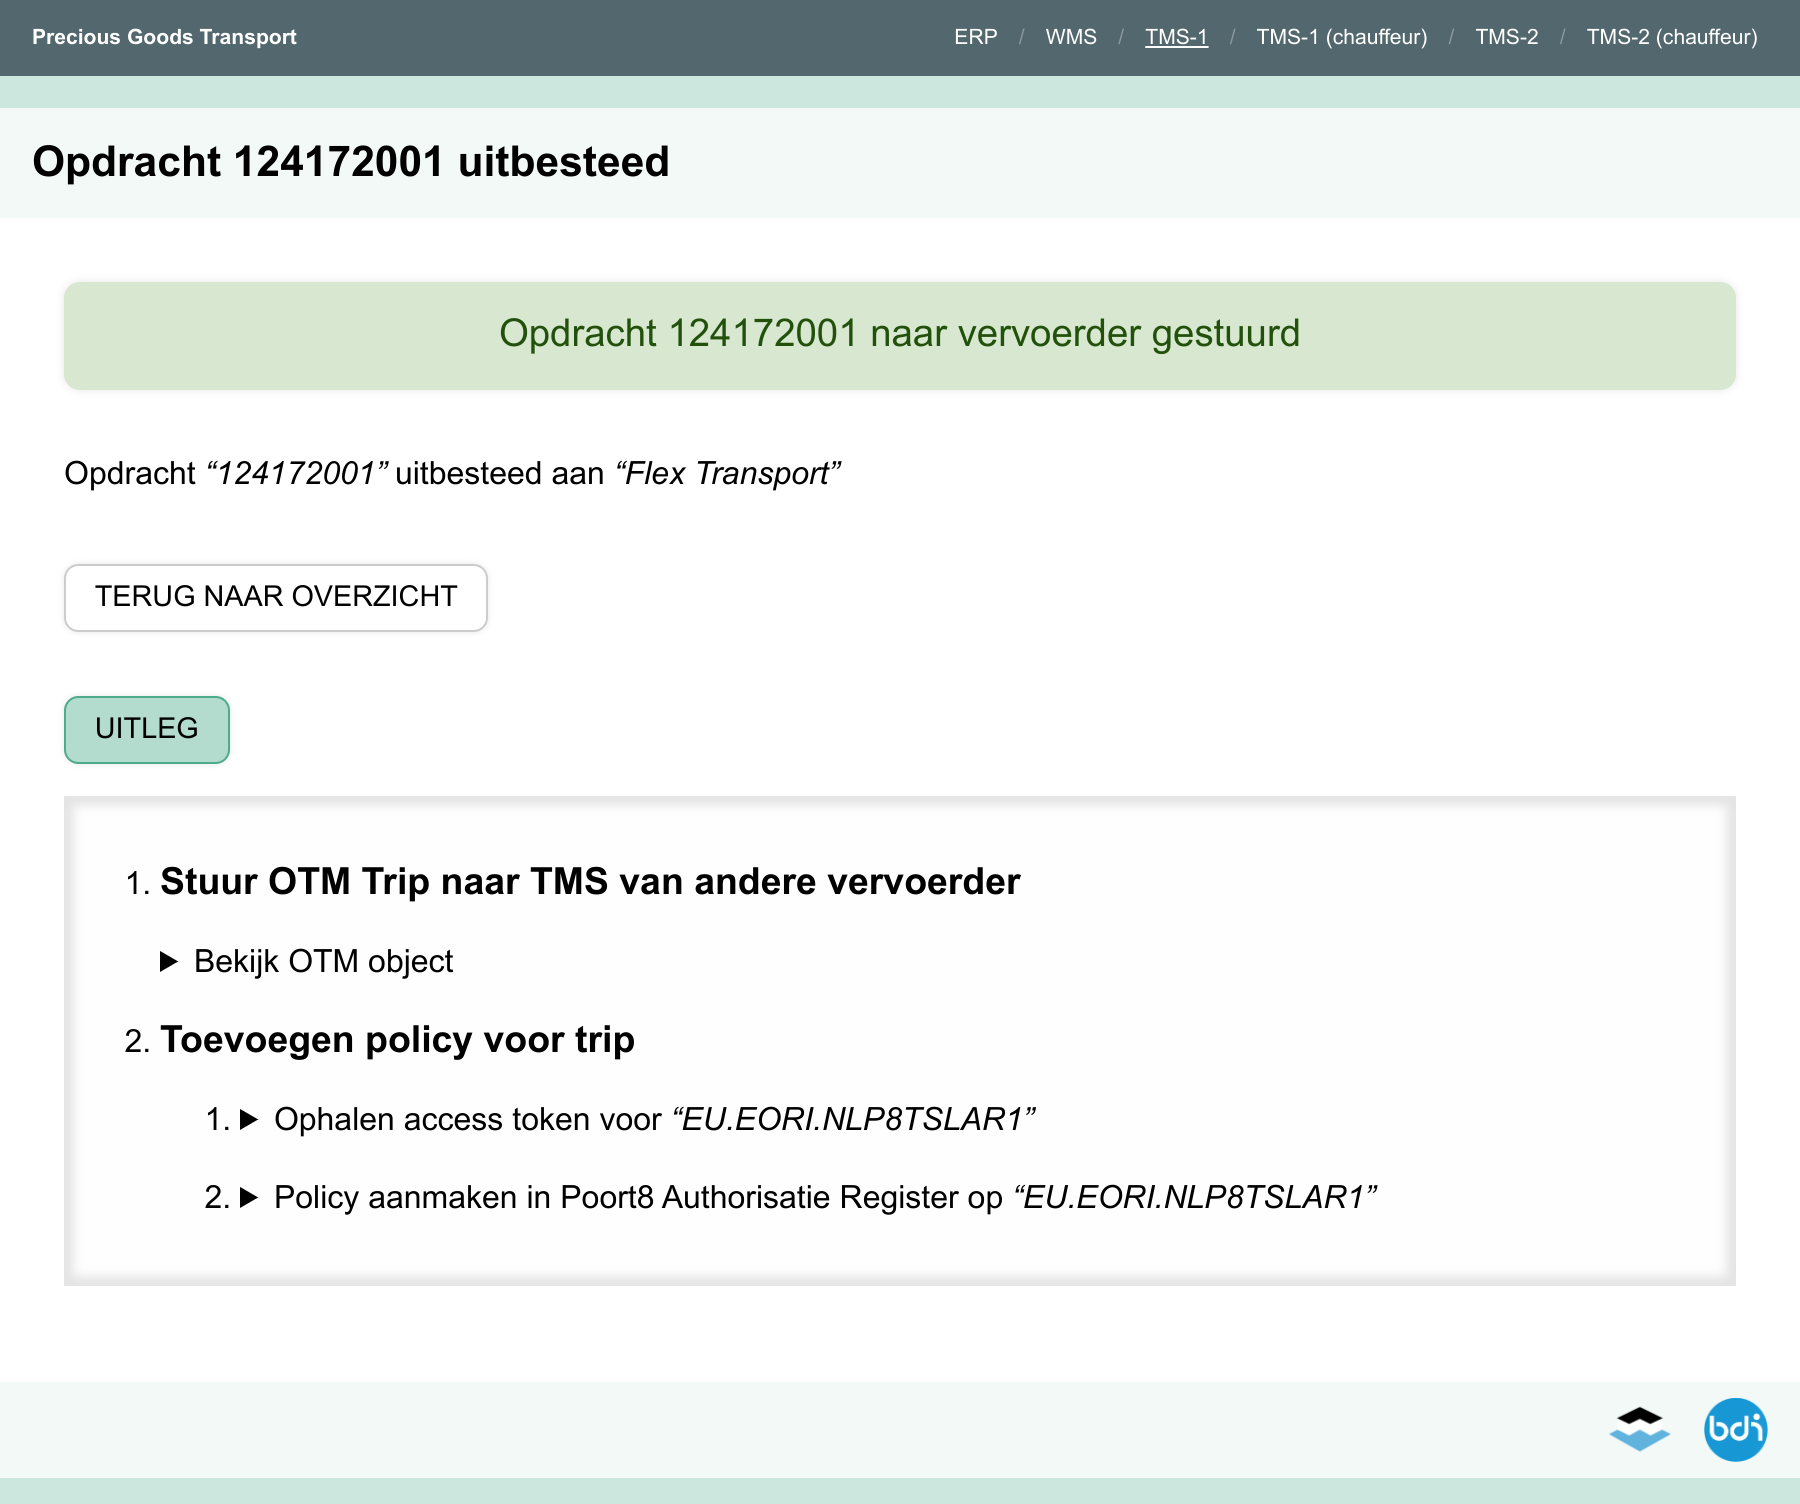 Precious Goods Transport
ERP / WMS / TMS-1 / TMS-1 (chauffeur) / TMS-2 / TMS-2 (chauffeur)
Opdracht 124172001 uitbesteed
Opdracht 124172001 naar vervoerder gestuurd
Opdracht “124172001” uitbesteed aan “Flex Transport”
TERUG NAAR OVERZICHT
UITLEG
1. Stuur OTM Trip naar TMS van andere vervoerder
▶ Bekijk OTM object
2. Toevoegen policy voor trip
1. ▶ Ophalen access token voor “EU.EORI.NLP8TSLAR1”
2. ▶ Policy aanmaken in Poort8 Authorisatie Register op “EU.EORI.NLP8TSLAR1”
bdi